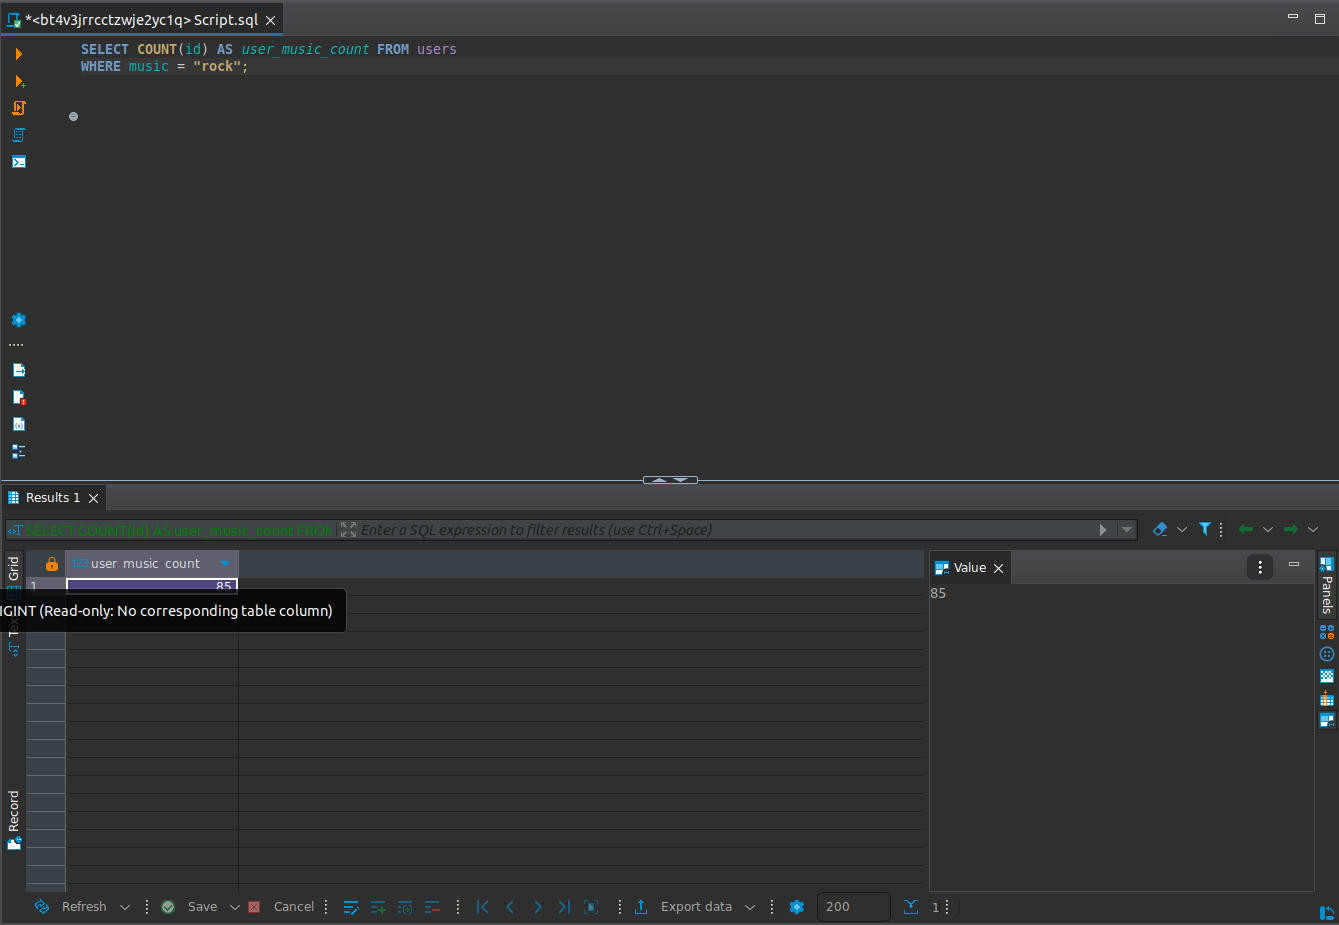 *<bt4v3jrrcctzwje2yc1q> Script.sql
SELECT COUNT(id) AS user_music_count FROM users
WHERE music = "rock";
Results 1
SELECT COUNT(id) AS user_music_count FROM
Enter a SQL expression to filter results (use Ctrl+Space)
Grid
123 user_music_count
Value
1
85
85
IGINT (Read-only: No corresponding table column)
Text
Panels
Record
Refresh
Save
Cancel
Export data
200
1